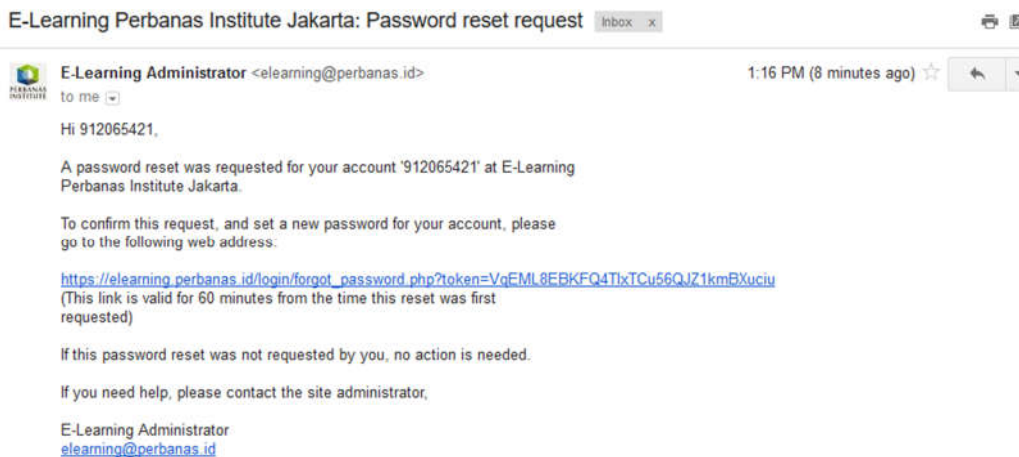 E-Learning Perbanas Institute Jakarta: Password reset request Inbox x
E-Learning Administrator <elearning@perbanas.id> 1:16 PM (8 minutes ago)
to me
PERBANAS
INSTITUTE
Hi 912065421,
A password reset was requested for your account '912065421' at E-Learning
Perbanas Institute Jakarta.
To confirm this request, and set a new password for your account, please
go to the following web address:
https://elearning.perbanas.id/login/forgot_password.php?token=VqEML8EBKFQ4TIxTCu56QJZ1kmBXuciu
(This link is valid for 60 minutes from the time this reset was first
requested)
If this password reset was not requested by you, no action is needed.
If you need help, please contact the site administrator,
E-Learning Administrator
elearning@perbanas.id